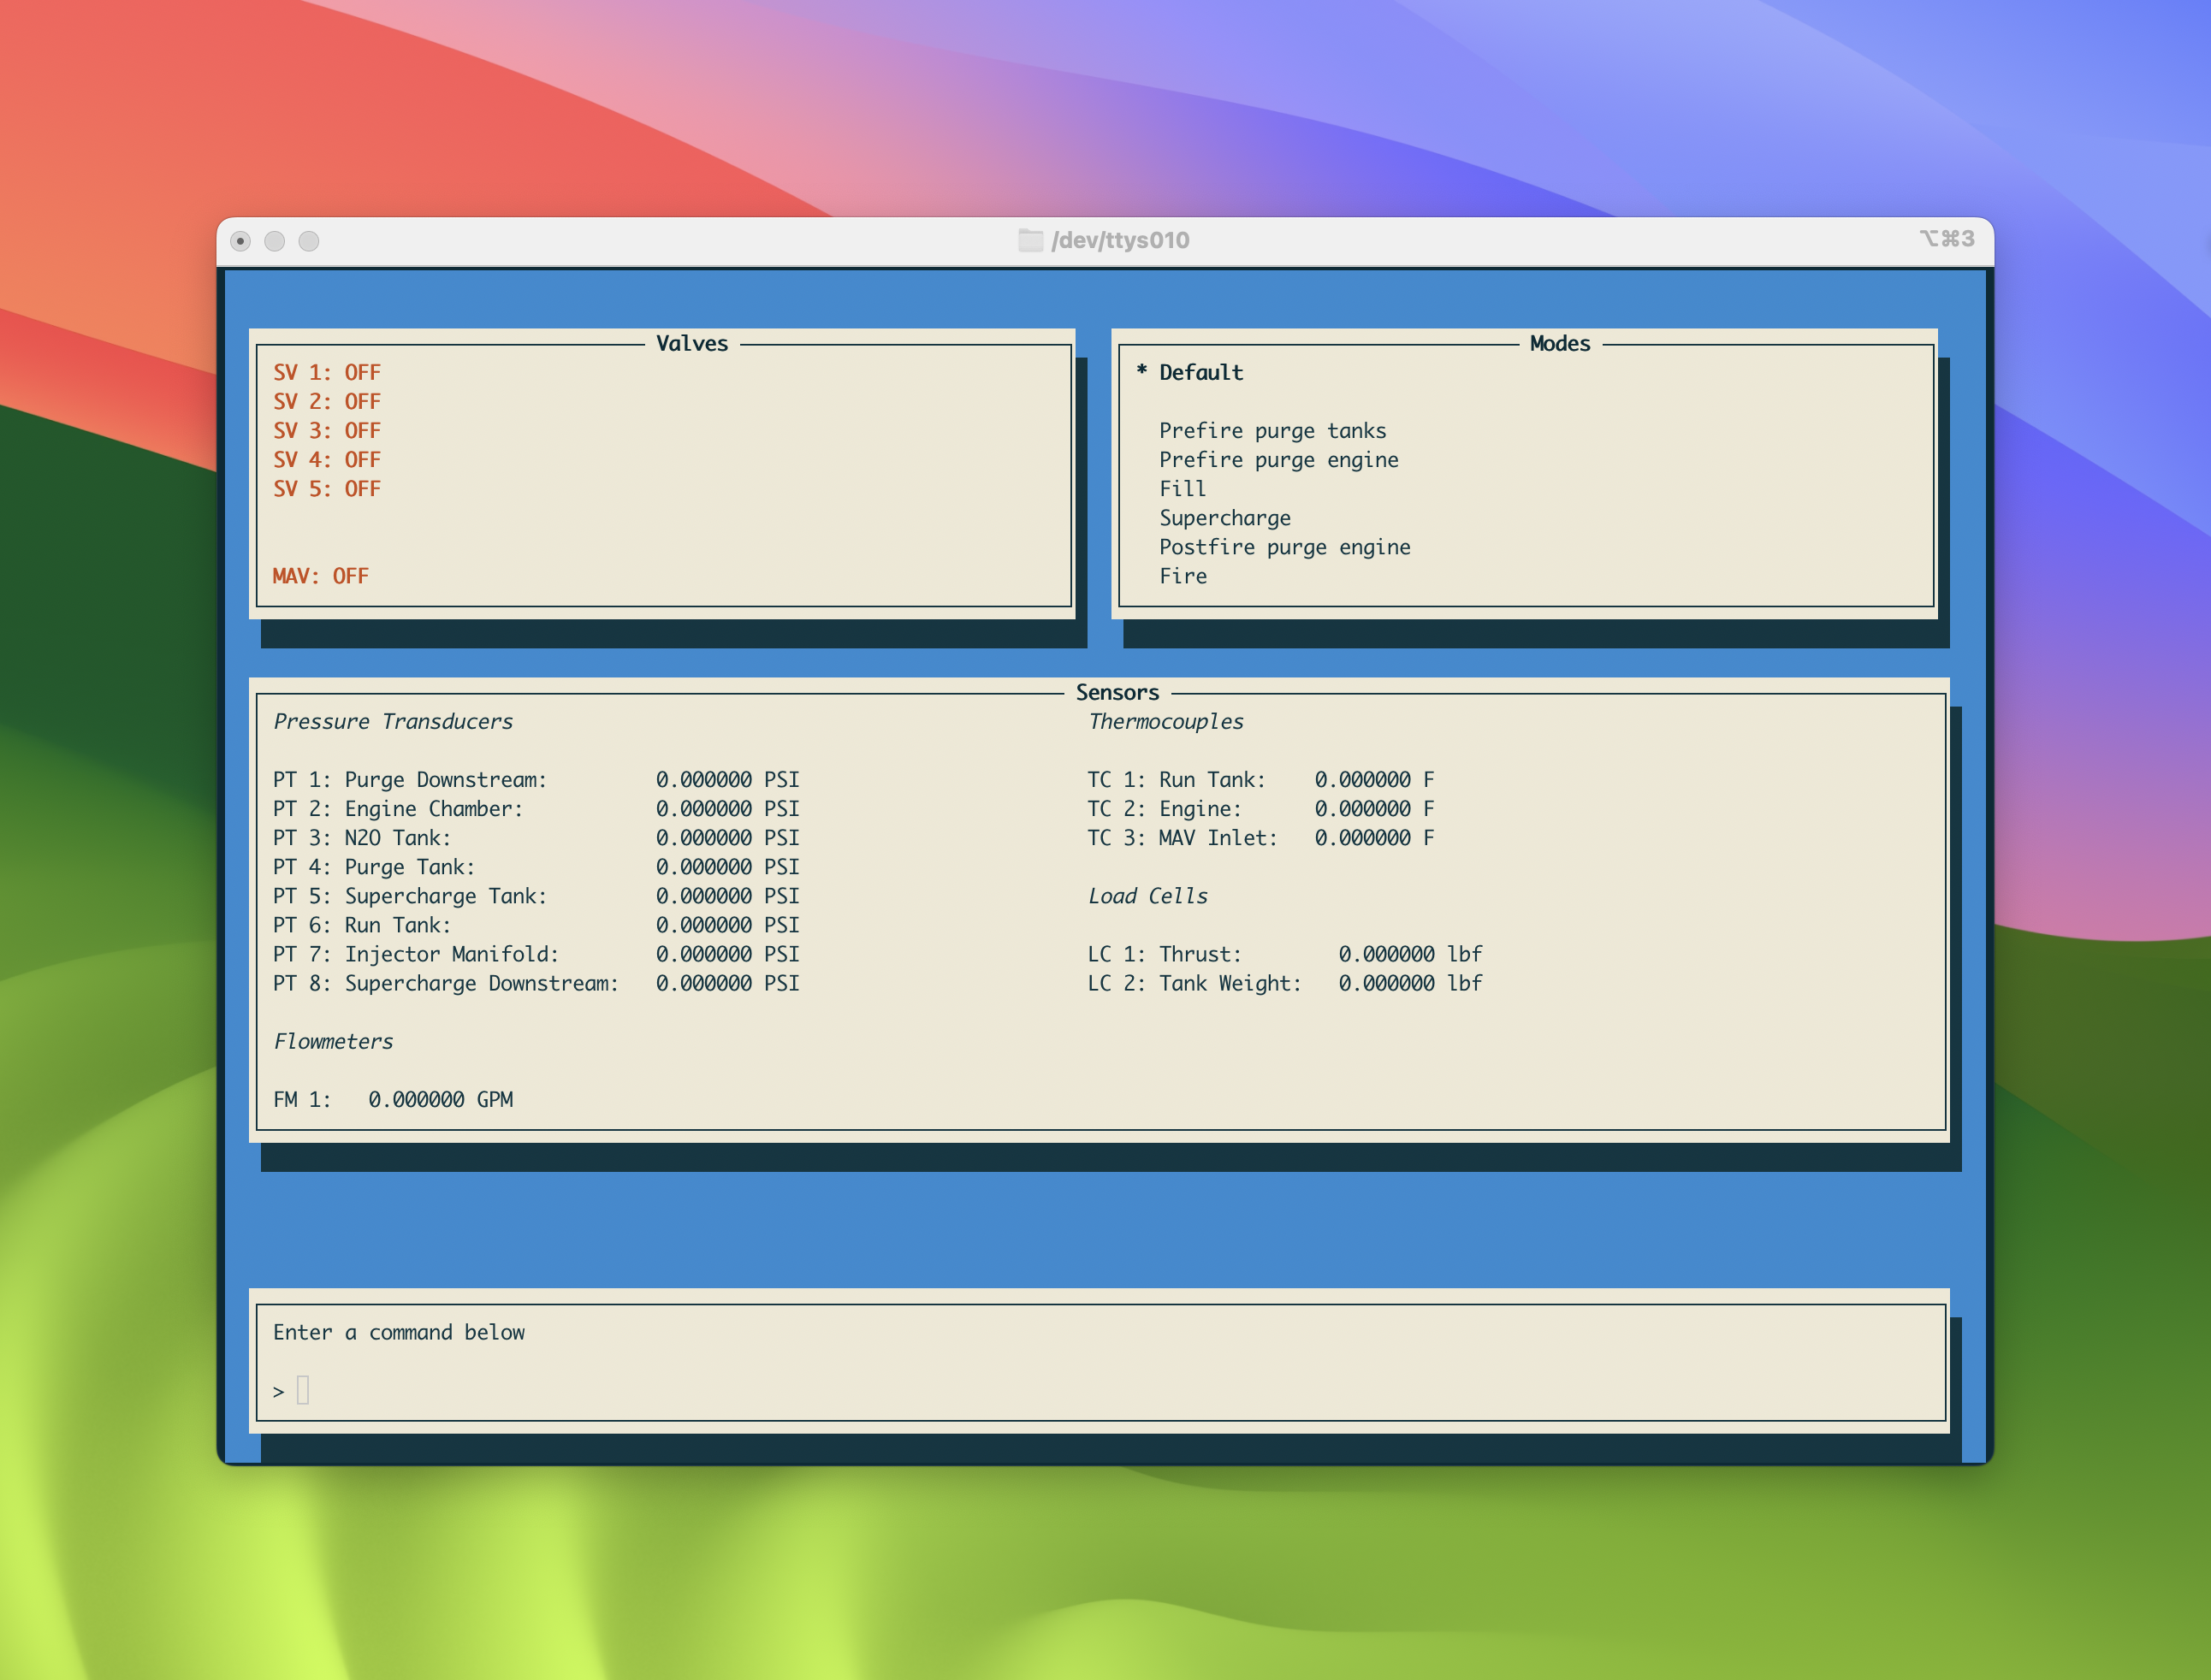 /dev/ttys010
⌥⌘3
Valves
SV 1: OFF
SV 2: OFF
SV 3: OFF
SV 4: OFF
SV 5: OFF
MAV: OFF
Modes
* Default
Prefire purge tanks
Prefire purge engine
Fill
Supercharge
Postfire purge engine
Fire
Sensors
Pressure Transducers
PT 1: Purge Downstream: 0.000000 PSI
PT 2: Engine Chamber: 0.000000 PSI
PT 3: N2O Tank: 0.000000 PSI
PT 4: Purge Tank: 0.000000 PSI
PT 5: Supercharge Tank: 0.000000 PSI
PT 6: Run Tank: 0.000000 PSI
PT 7: Injector Manifold: 0.000000 PSI
PT 8: Supercharge Downstream: 0.000000 PSI
Flowmeters
FM 1: 0.000000 GPM
Thermocouples
TC 1: Run Tank: 0.000000 F
TC 2: Engine: 0.000000 F
TC 3: MAV Inlet: 0.000000 F
Load Cells
LC 1: Thrust: 0.000000 lbf
LC 2: Tank Weight: 0.000000 lbf
Enter a command below
>